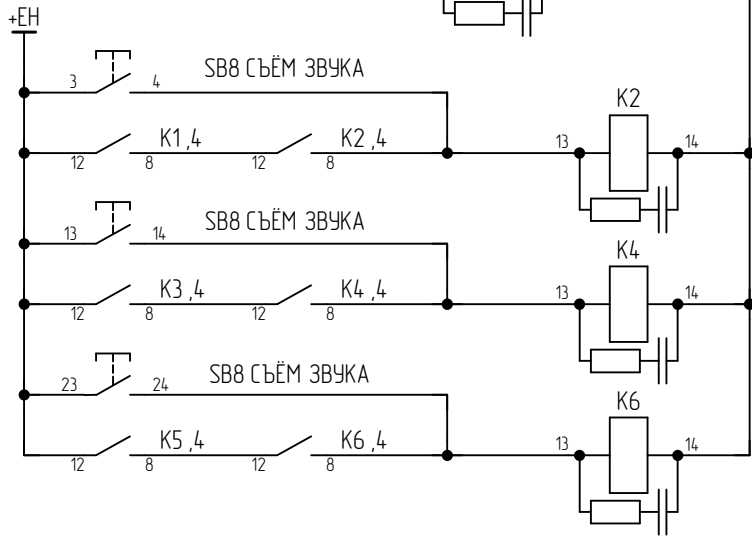 +EH
3 4 SB8 СЪЁМ ЗВУКА
K2
12 K1,4 8 12 K2,4 8 13 14
13 14 SB8 СЪЁМ ЗВУКА
K4
12 K3,4 8 12 K4,4 8 13 14
23 24 SB8 СЪЁМ ЗВУКА
K6
12 K5,4 8 12 K6,4 8 13 14